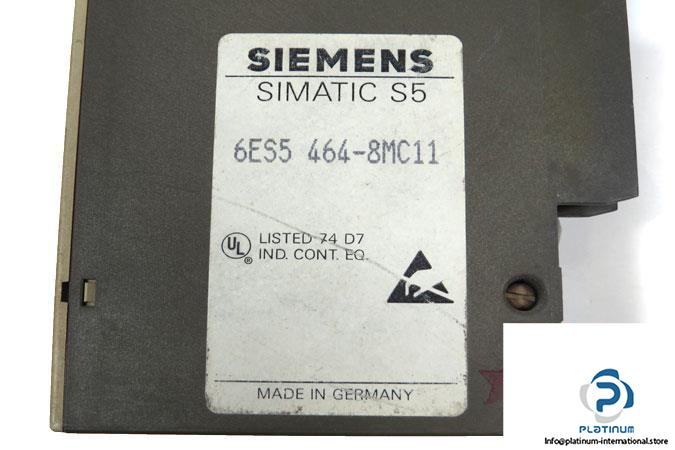 SIEMENS
SIMATIC S5
6ES5 464-8MC11
UL
®
LISTED 74 D7
IND. CONT. EQ.
MADE IN GERMANY
PLATINUM
Info@platinum-international.store